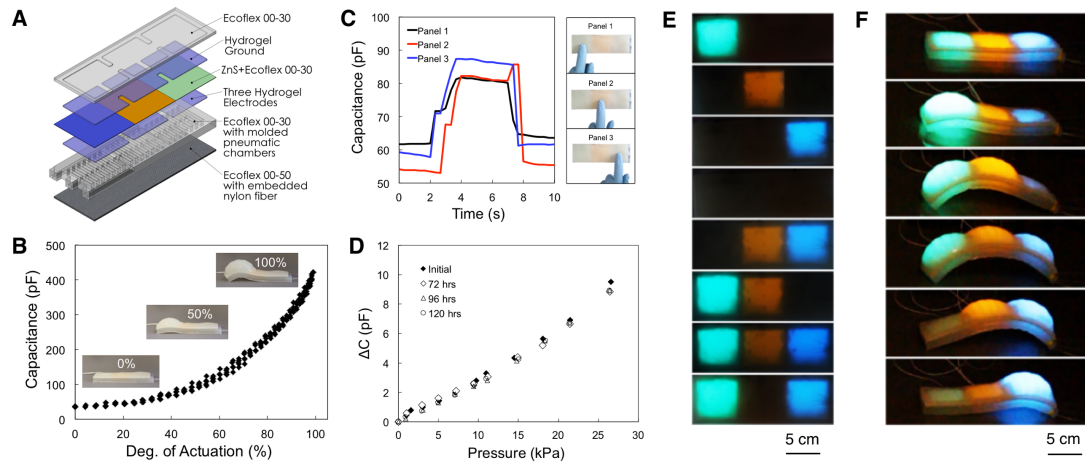 A
Ecoflex 00-30
Hydrogel
Ground
ZnS+Ecoflex 00-30
Three Hydrogel
Electrodes
Ecoflex 00-30
with molded
pneumatic
chambers
Ecoflex 00-50
with embedded
nylon fiber
B
Capacitance (pF)
500
400
300
200
100
0
0 20 40 60 80 100
Deg. of Actuation (%)
0%
50%
100%
C
Capacitance (pF)
100
90
80
70
60
50
0 2 4 6 8 10
Time (s)
Panel 1
Panel 2
Panel 3
Panel 1
Panel 2
Panel 3
D
ΔC (pF)
12
10
8
6
4
2
0
0 5 10 15 20 25 30
Pressure (kPa)
Initial
72 hrs
96 hrs
120 hrs
E
5 cm
F
5 cm